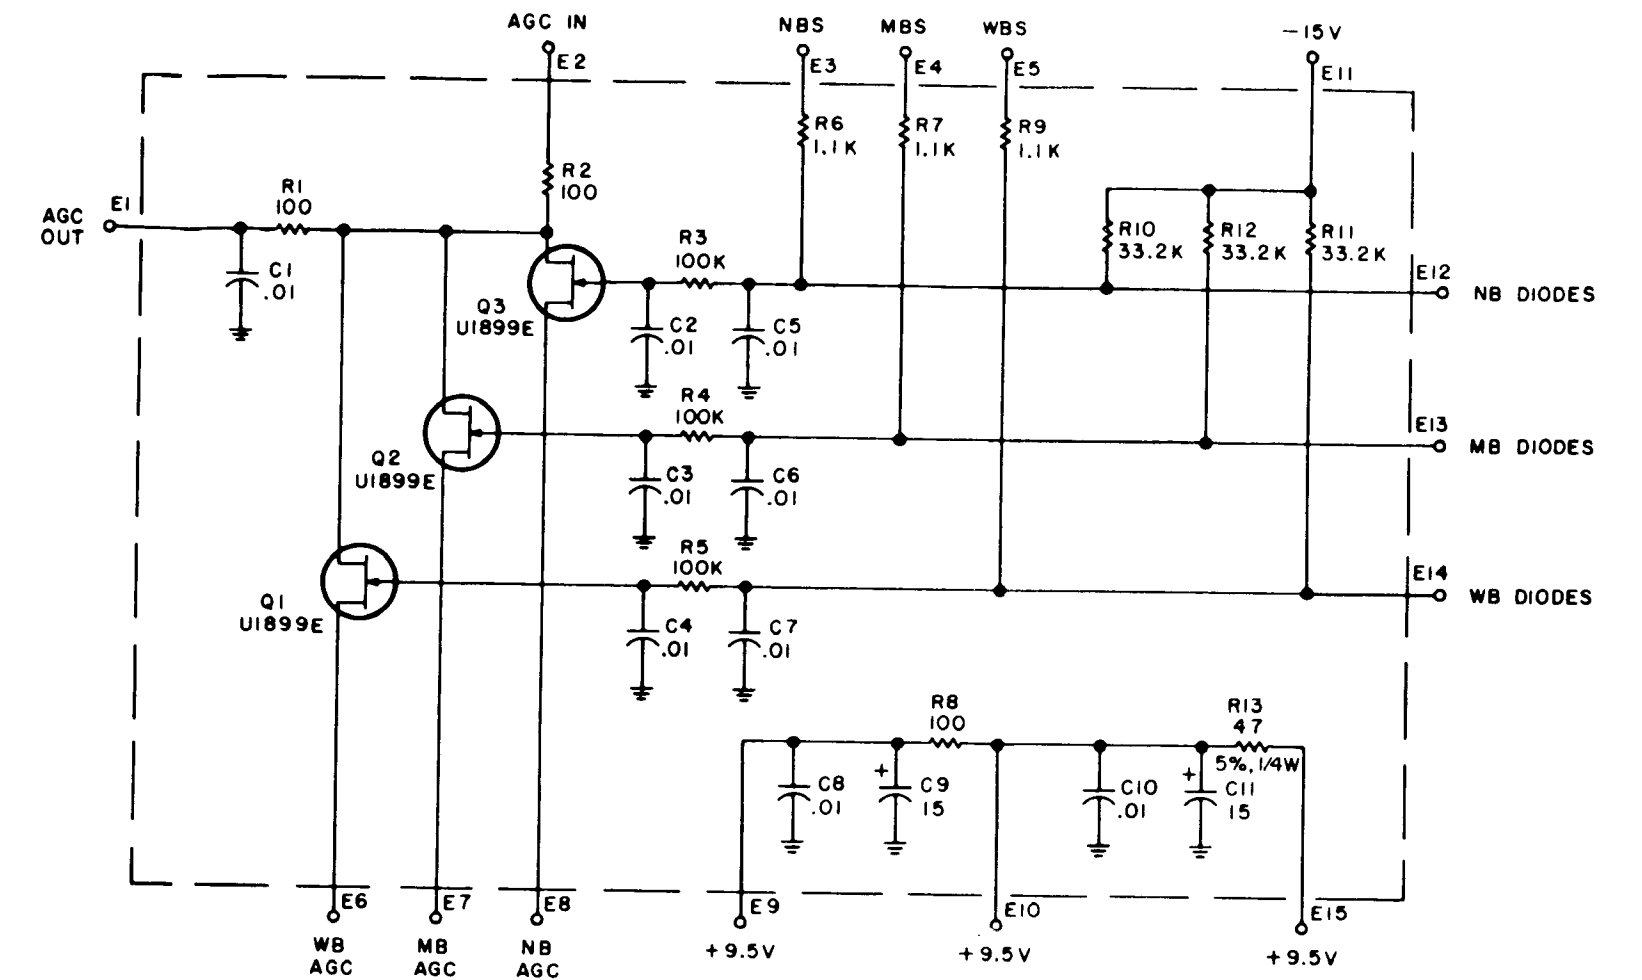 AGC IN
NBS
MBS
WBS
-15V
E2
E3
E4
E5
E11
R6
1.1K
R7
1.1K
R9
1.1K
R2
100
R1
100
E1
AGC
OUT
C1
.01
R3
100K
R10
33.2K
R12
33.2K
R11
33.2K
E12
NB DIODES
Q3
U1899E
C2
.01
C5
.01
R4
100K
E13
MB DIODES
Q2
U1899E
C3
.01
C6
.01
R5
100K
E14
WB DIODES
Q1
U1899E
C4
.01
C7
.01
R8
100
R13
47
5%, 1/4W
C8
.01
+
C9
15
C10
.01
+
C11
15
E6
E7
E8
E9
E10
E15
WB
AGC
MB
AGC
NB
AGC
+9.5V
+9.5V
+9.5V